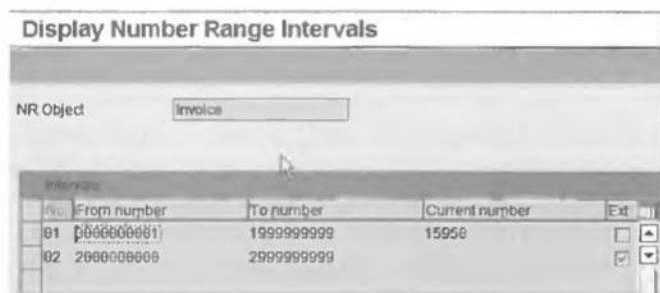 Display Number Range Intervals
NR Object Invoice
Intervals
No. From number To number Current number Ext
01 0000000001 1999999999 15950
02 2000000000 2999999999